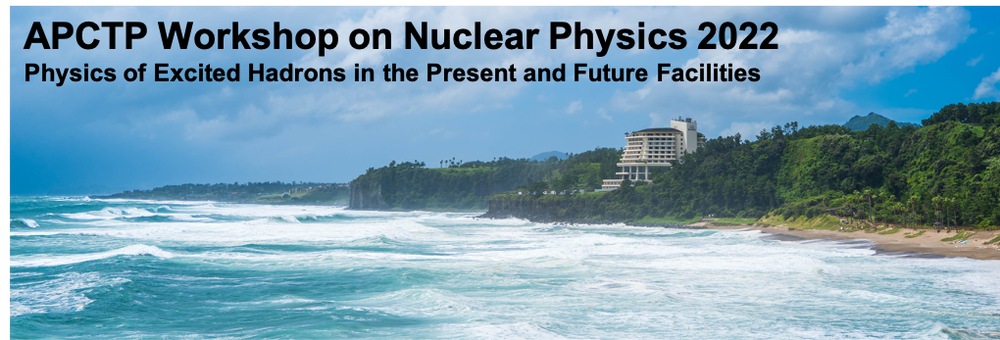 APCTP Workshop on Nuclear Physics 2022
Physics of Excited Hadrons in the Present and Future Facilities